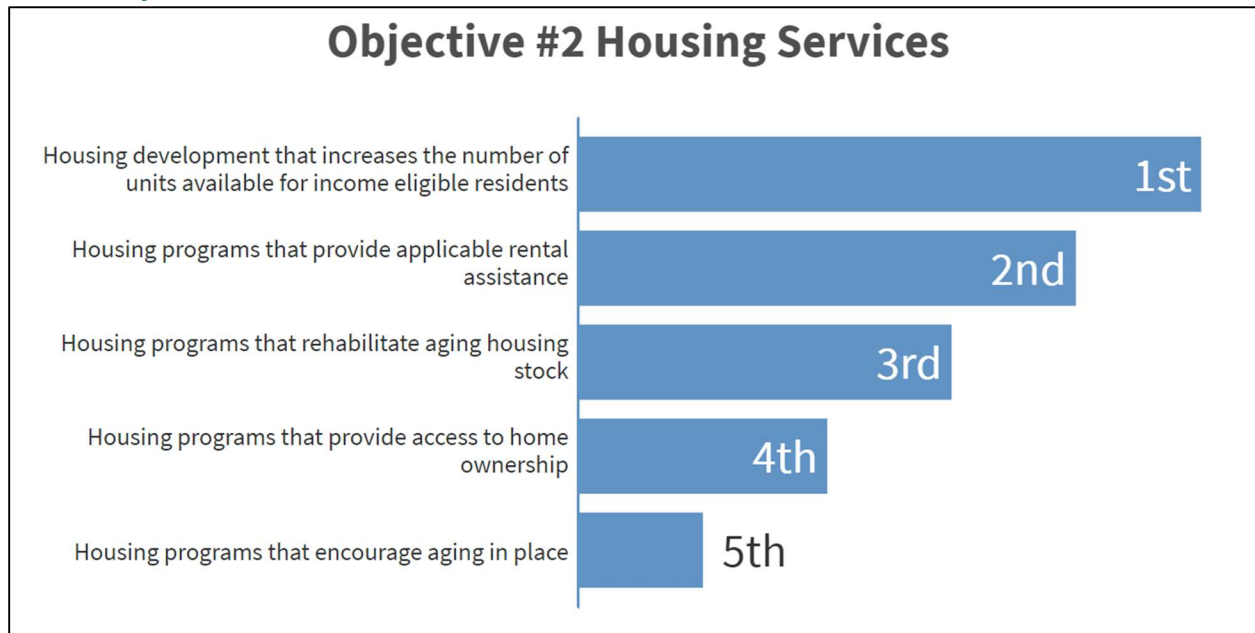 Objective #2 Housing Services
Housing development that increases the number of
units available for income eligible residents
1st
Housing programs that provide applicable rental
assistance
2nd
Housing programs that rehabilitate aging housing
stock
3rd
Housing programs that provide access to home
ownership
4th
Housing programs that encourage aging in place
5th